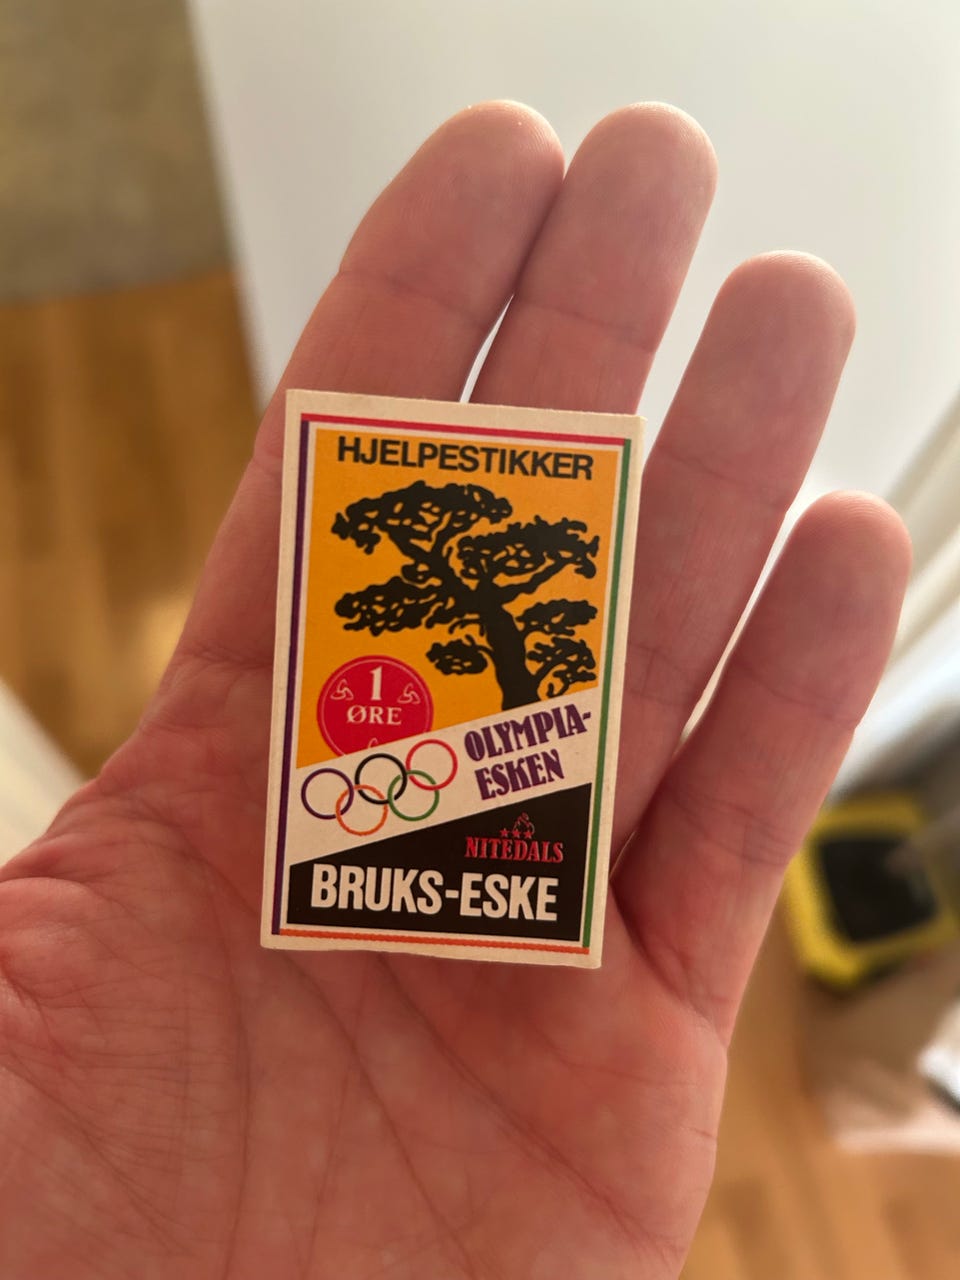 HJELPESTIKKER
1
ØRE
OLYMPIA-
ESKEN
NITEDALS
BRUKS-ESKE